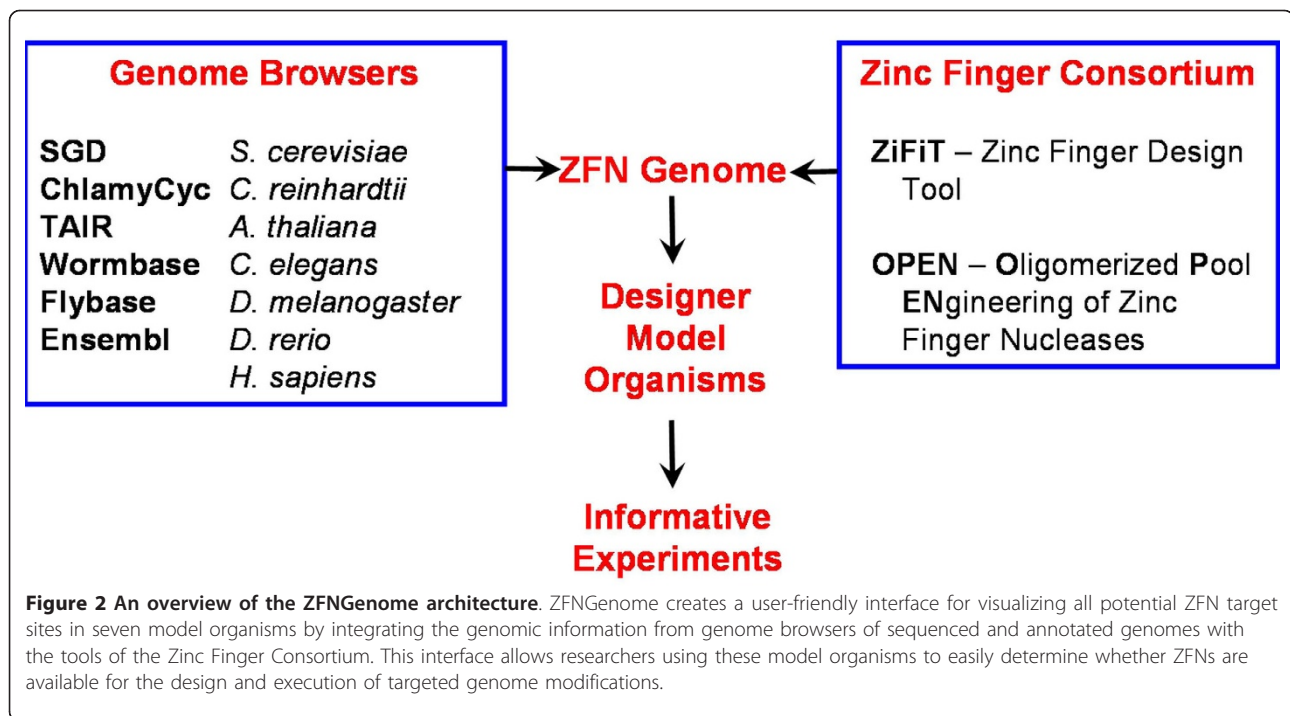 Genome Browsers
SGD S. cerevisiae
ChlamyCyc C. reinhardtii
TAIR A. thaliana
Wormbase C. elegans
Flybase D. melanogaster
Ensembl D. rerio
H. sapiens
ZFN Genome
Designer
Model
Organisms
Informative
Experiments
Zinc Finger Consortium
ZiFiT – Zinc Finger Design
Tool
OPEN – Oligomerized Pool
ENgineering of Zinc
Finger Nucleases
Figure 2 An overview of the ZFNGenome architecture. ZFNGenome creates a user-friendly interface for visualizing all potential ZFN target
sites in seven model organisms by integrating the genomic information from genome browsers of sequenced and annotated genomes with
the tools of the Zinc Finger Consortium. This interface allows researchers using these model organisms to easily determine whether ZFNs are
available for the design and execution of targeted genome modifications.